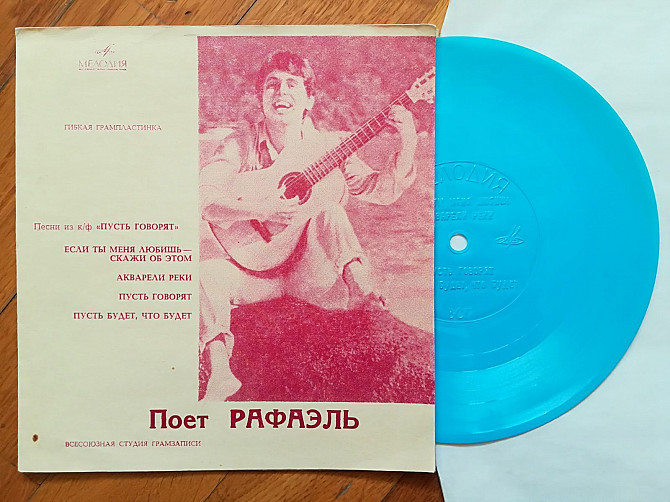 МЕЛОДИЯ
ГИБКАЯ ГРАМПЛАСТИНКА
Песни из к/ф «ПУСТЬ ГОВОРЯТ»
ЕСЛИ ТЫ МЕНЯ ЛЮБИШЬ—
СКАЖИ ОБ ЭТОМ
АКВАРЕЛИ РЕКИ
ПУСТЬ ГОВОРЯТ
ПУСТЬ БУДЕТ, ЧТО БУДЕТ
Поет РАФАЭЛЬ
ВСЕСОЮЗНАЯ СТУДИЯ ГРАМЗАПИСИ